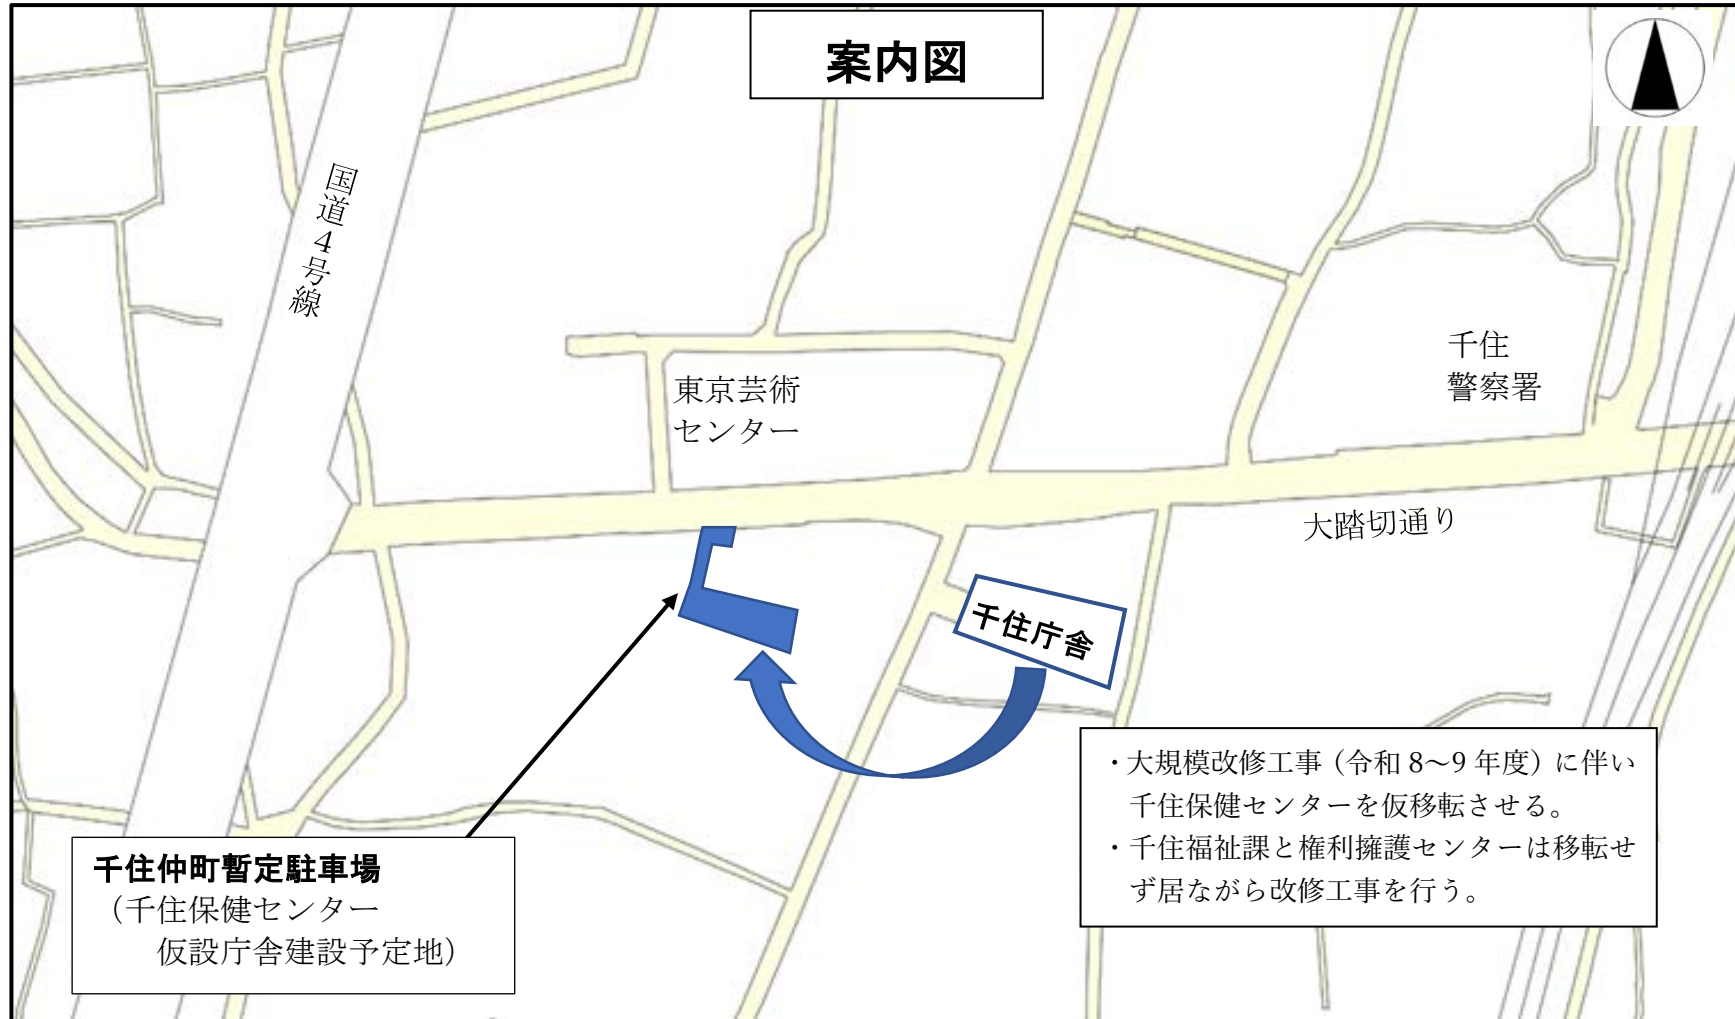 案内図
国道4号線
東京芸術
センター
千住
警察署
大踏切通り
千住庁舎
・大規模改修工事（令和 8～9 年度）に伴い
千住保健センターを仮移転させる。
・千住福祉課と権利擁護センターは移転せ
ず居ながら改修工事を行う。
千住仲町暫定駐車場
（千住保健センター
仮設庁舎建設予定地）